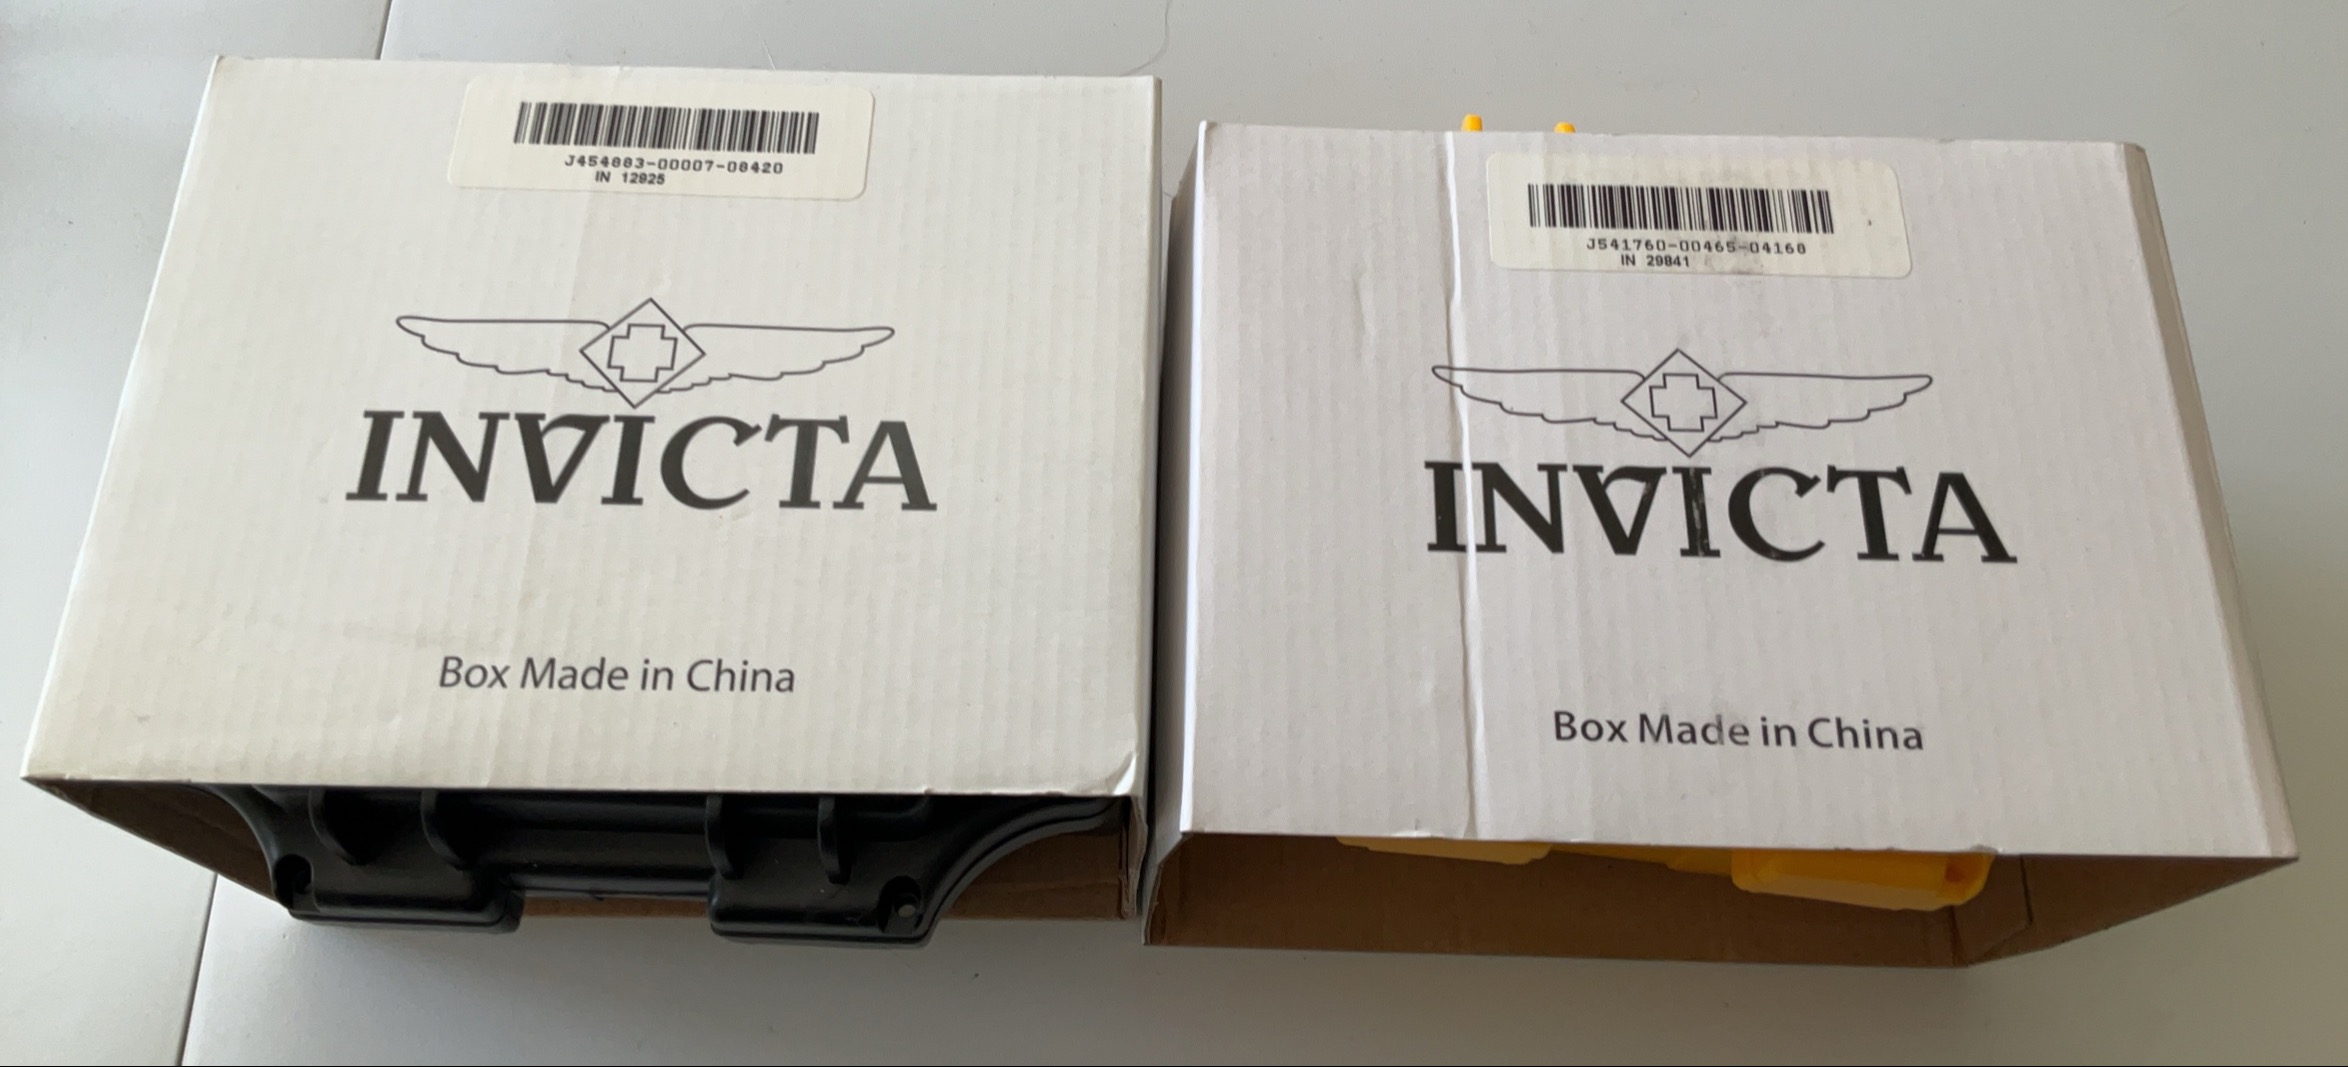 J454883-00007-08420
IN 12925
INVICTA
Box Made in China
J541760-00465-04160
IN 29841
INVICTA
Box Made in China